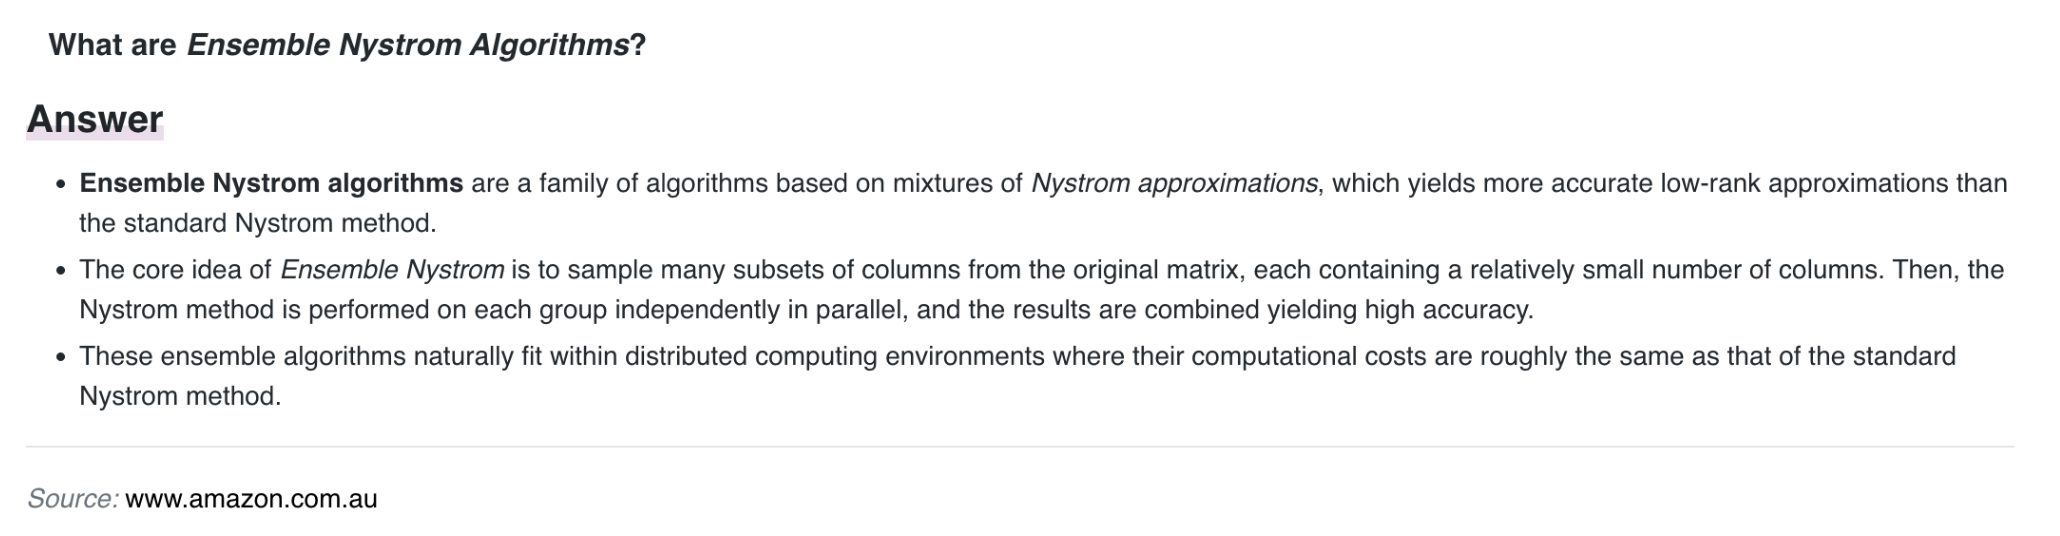 What are Ensemble Nystrom Algorithms?
Answer
• Ensemble Nystrom algorithms are a family of algorithms based on mixtures of Nystrom approximations, which yields more accurate low-rank approximations than
the standard Nystrom method.
• The core idea of Ensemble Nystrom is to sample many subsets of columns from the original matrix, each containing a relatively small number of columns. Then, the
Nystrom method is performed on each group independently in parallel, and the results are combined yielding high accuracy.
• These ensemble algorithms naturally fit within distributed computing environments where their computational costs are roughly the same as that of the standard
Nystrom method.
Source: www.amazon.com.au